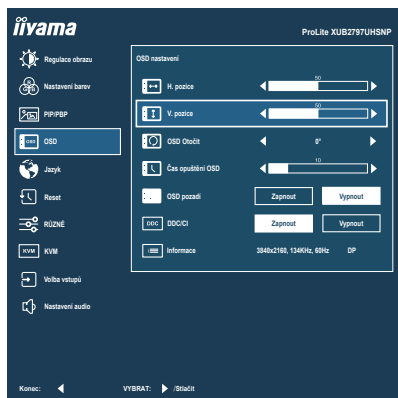 iiyama
ProLite XUB2797UHSNP
Regulace obrazu
Nastavení barev
PIP/PBP
OSD OSD
Jazyk
Reset
RŮZNÉ
KVM KVM
Volba vstupů
Nastavení audio
OSD nastavení
H. pozice 50
V. pozice 50
OSD Otočit 0°
Čas opuštění OSD 10
OSD pozadí Zapnout Vypnout
DDC DDC/CI Zapnout Vypnout
Informace 3840x2160, 134KHz, 60Hz DP
Konec: VYBRAT: /Stlačit